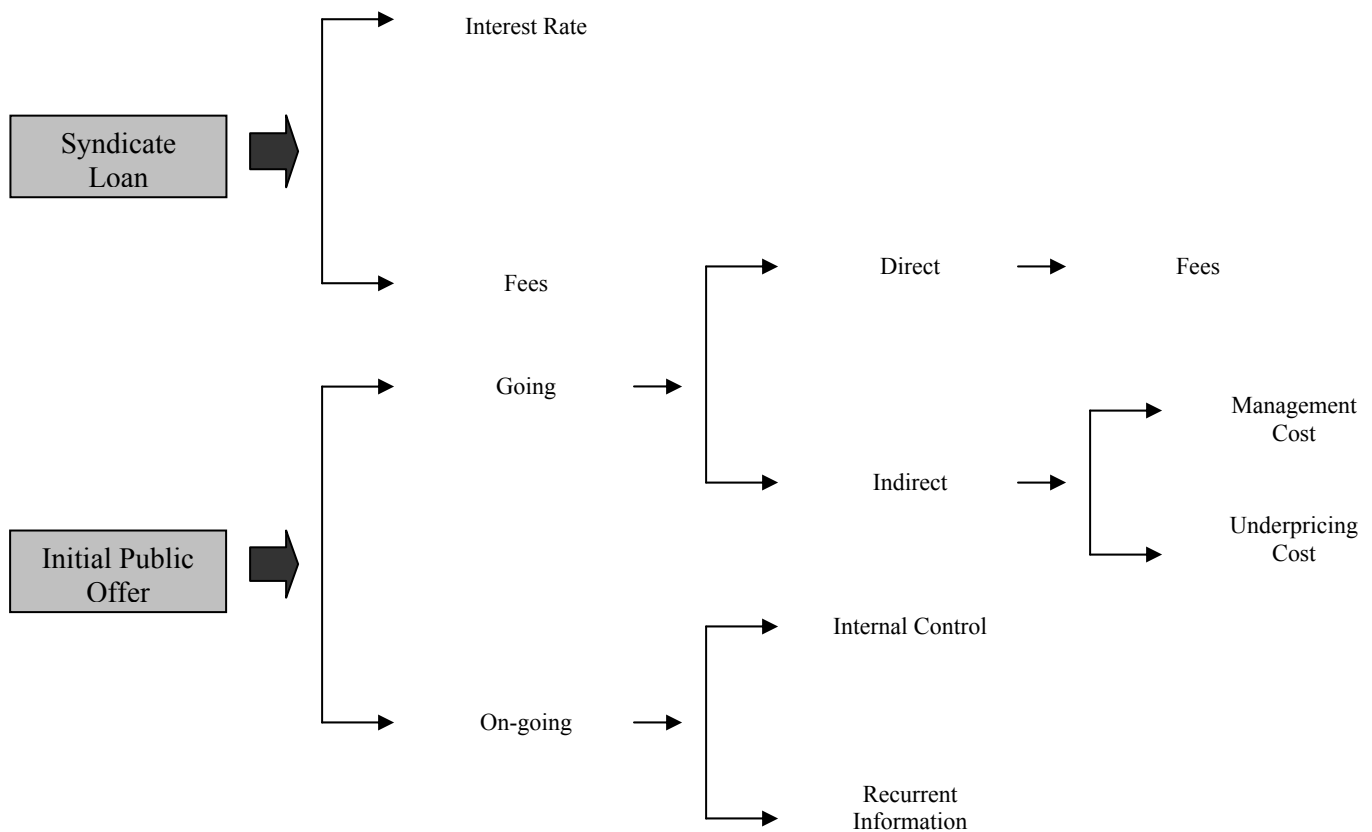 Interest Rate
Syndicate
Loan
Fees
Direct
Fees
Going
Management
Cost
Indirect
Underpricing
Cost
Initial Public
Offer
Internal Control
On-going
Recurrent
Information